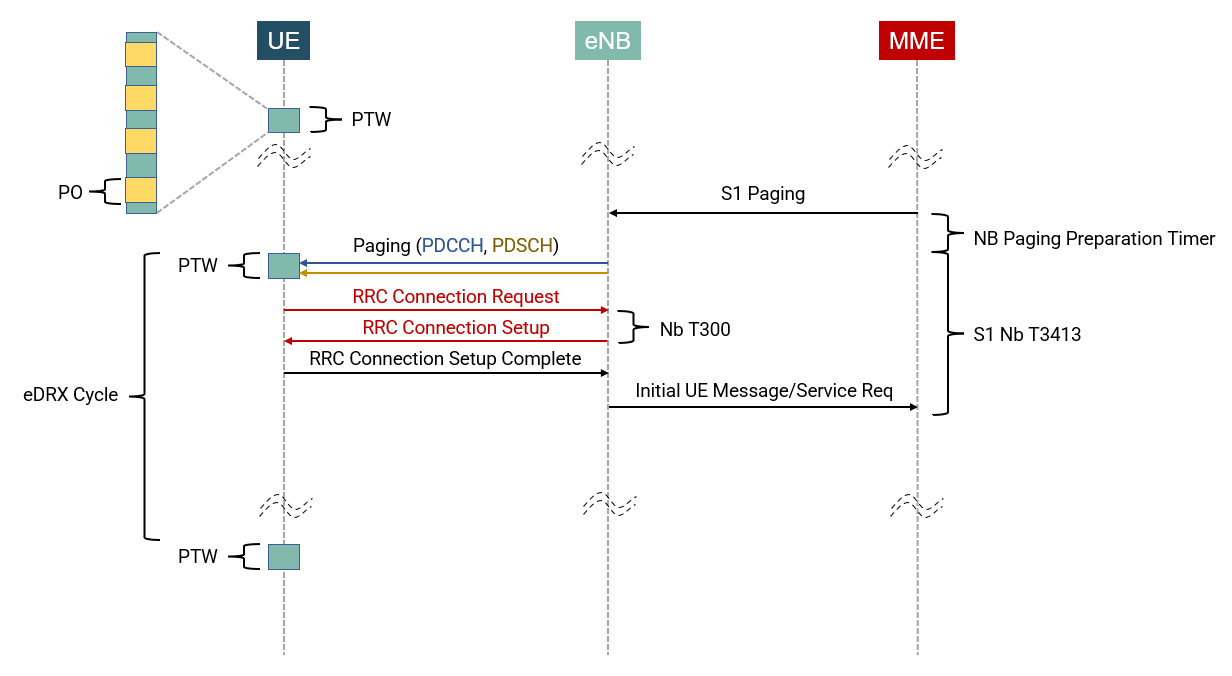 UE
eNB
MME
PTW
PO
S1 Paging
NB Paging Preparation Timer
Paging (PDCCH, PDSCH)
PTW
RRC Connection Request
RRC Connection Setup
Nb T300
S1 Nb T3413
RRC Connection Setup Complete
eDRX Cycle
Initial UE Message/Service Req
PTW